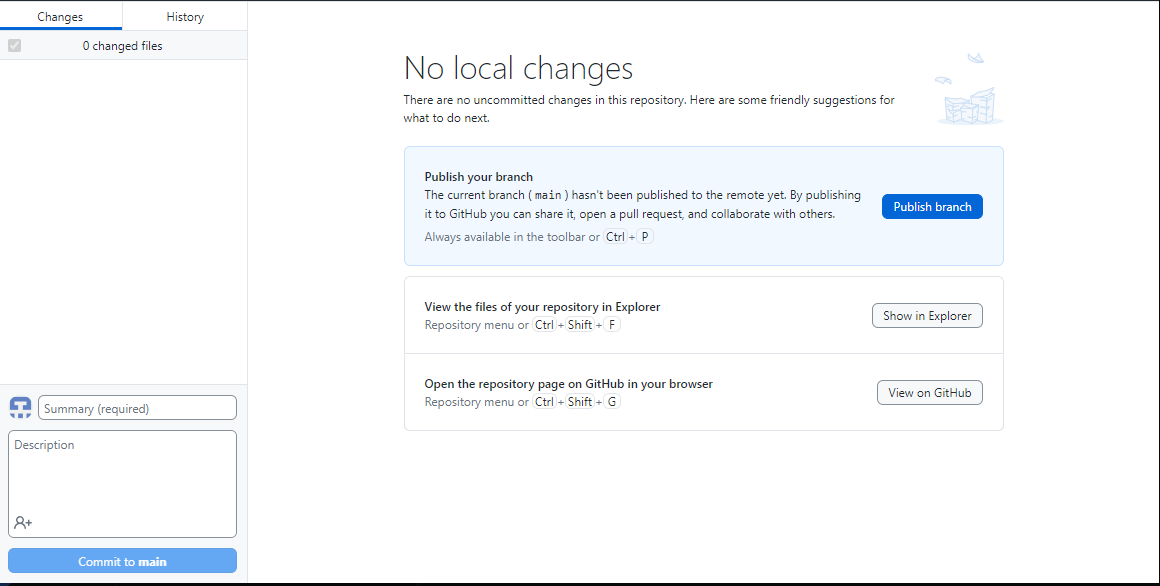 Changes
History
0 changed files
No local changes
There are no uncommitted changes in this repository. Here are some friendly suggestions for
what to do next.
Publish your branch
The current branch ( main ) hasn't been published to the remote yet. By publishing
it to GitHub you can share it, open a pull request, and collaborate with others.
Always available in the toolbar or Ctrl + P
Publish branch
View the files of your repository in Explorer
Repository menu or Ctrl + Shift + F
Show in Explorer
Open the repository page on GitHub in your browser
Repository menu or Ctrl + Shift + G
View on GitHub
Summary (required)
Description
Commit to main